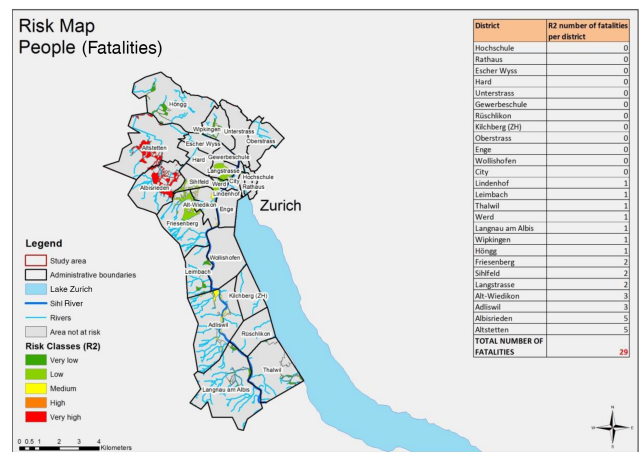 Risk Map
People (Fatalities)
District R2 number of fatalities
per district
Hochschule 0
Rathaus 0
Escher Wyss 0
Hard 0
Unterstrass 0
Gewerbeschule 0
Rüschlikon 0
Kilchberg (ZH) 0
Oberstrass 0
Enge 0
Wollishofen 0
City 0
Lindenhof 1
Leimbach 1
Thalwil 1
Werd 1
Langnau am Albis 1
Wipkingen 1
Höngg 1
Friesenberg 2
Sihlfeld 2
Langstrasse 2
Alt-Wiedikon 3
Adliswil 3
Albisrieden 5
Altstetten 5
TOTAL NUMBER OF
FATALITIES 29
Höngg
Wipkingen
Unterstrass
Oberstrass
Escher Wyss
Altstetten
Hard
Gewerbeschule
Langstrasse
Hochschule
Sihlfeld
Werd
City
Rathaus
Albisrieden
Lindenhof
Alt-Wiedikon
Enge
Zurich
Friesenberg
Wollishofen
Leimbach
Kilchberg (ZH)
Adliswil
Rüschlikon
Thalwil
Langnau am Albis
Legend
Study area
Administrative boundaries
Lake Zurich
Sihl River
Rivers
Area not at risk
Risk Classes (R2)
Very low
Low
Medium
High
Very high
0 0.5 1 2 3 4
Kilometers
N
W E
S